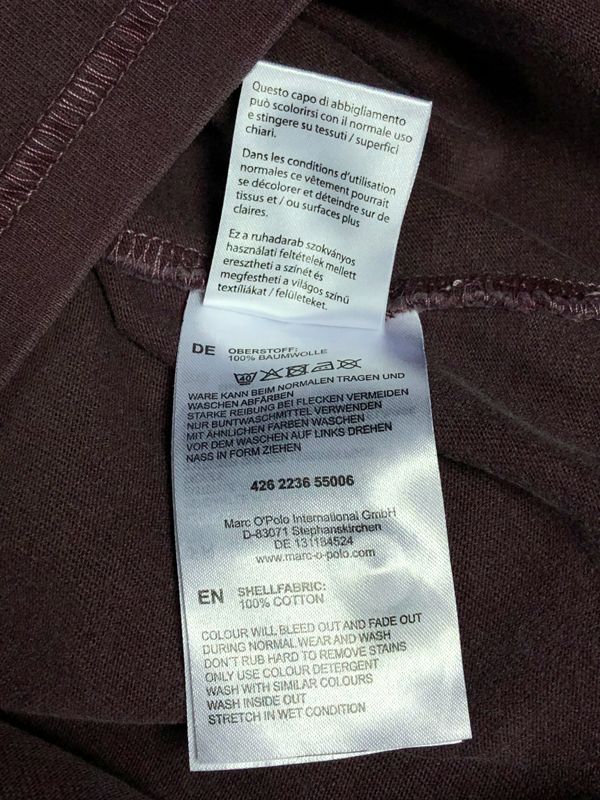 Questo capo di abbigliamento
può scolorirsi con il normale uso
e stingere su tessuti / superfici
chiari.
Dans les conditions d'utilisation
normales ce vêtement pourrait
se décolorer et déteindre sur de
tissus et / ou surfaces plus
claires.
Ez a ruhadarab szokványos
használati feltételek mellett
eresztheti a színét és
megfestheti a világos színű
textíliákat / felületeket.
DE OBERSTOFF:
100% BAUMWOLLE
40
WARE KANN BEIM NORMALEN TRAGEN UND
WASCHEN ABFÄRBEN
STARKE REIBUNG BEI FLECKEN VERMEIDEN
NUR BUNTWASCHMITTEL VERWENDEN
MIT ÄHNLICHEN FARBEN WASCHEN
VOR DEM WASCHEN AUF LINKS DREHEN
NASS IN FORM ZIEHEN
426 2236 55006
Marc O'Polo International GmbH
D-83071 Stephanskirchen
DE 131184524
www.marc-o-polo.com
EN SHELLFABRIC:
100% COTTON
COLOUR WILL BLEED OUT AND FADE OUT
DURING NORMAL WEAR AND WASH
DON'T RUB HARD TO REMOVE STAINS
ONLY USE COLOUR DETERGENT
WASH WITH SIMILAR COLOURS
WASH INSIDE OUT
STRETCH IN WET CONDITION